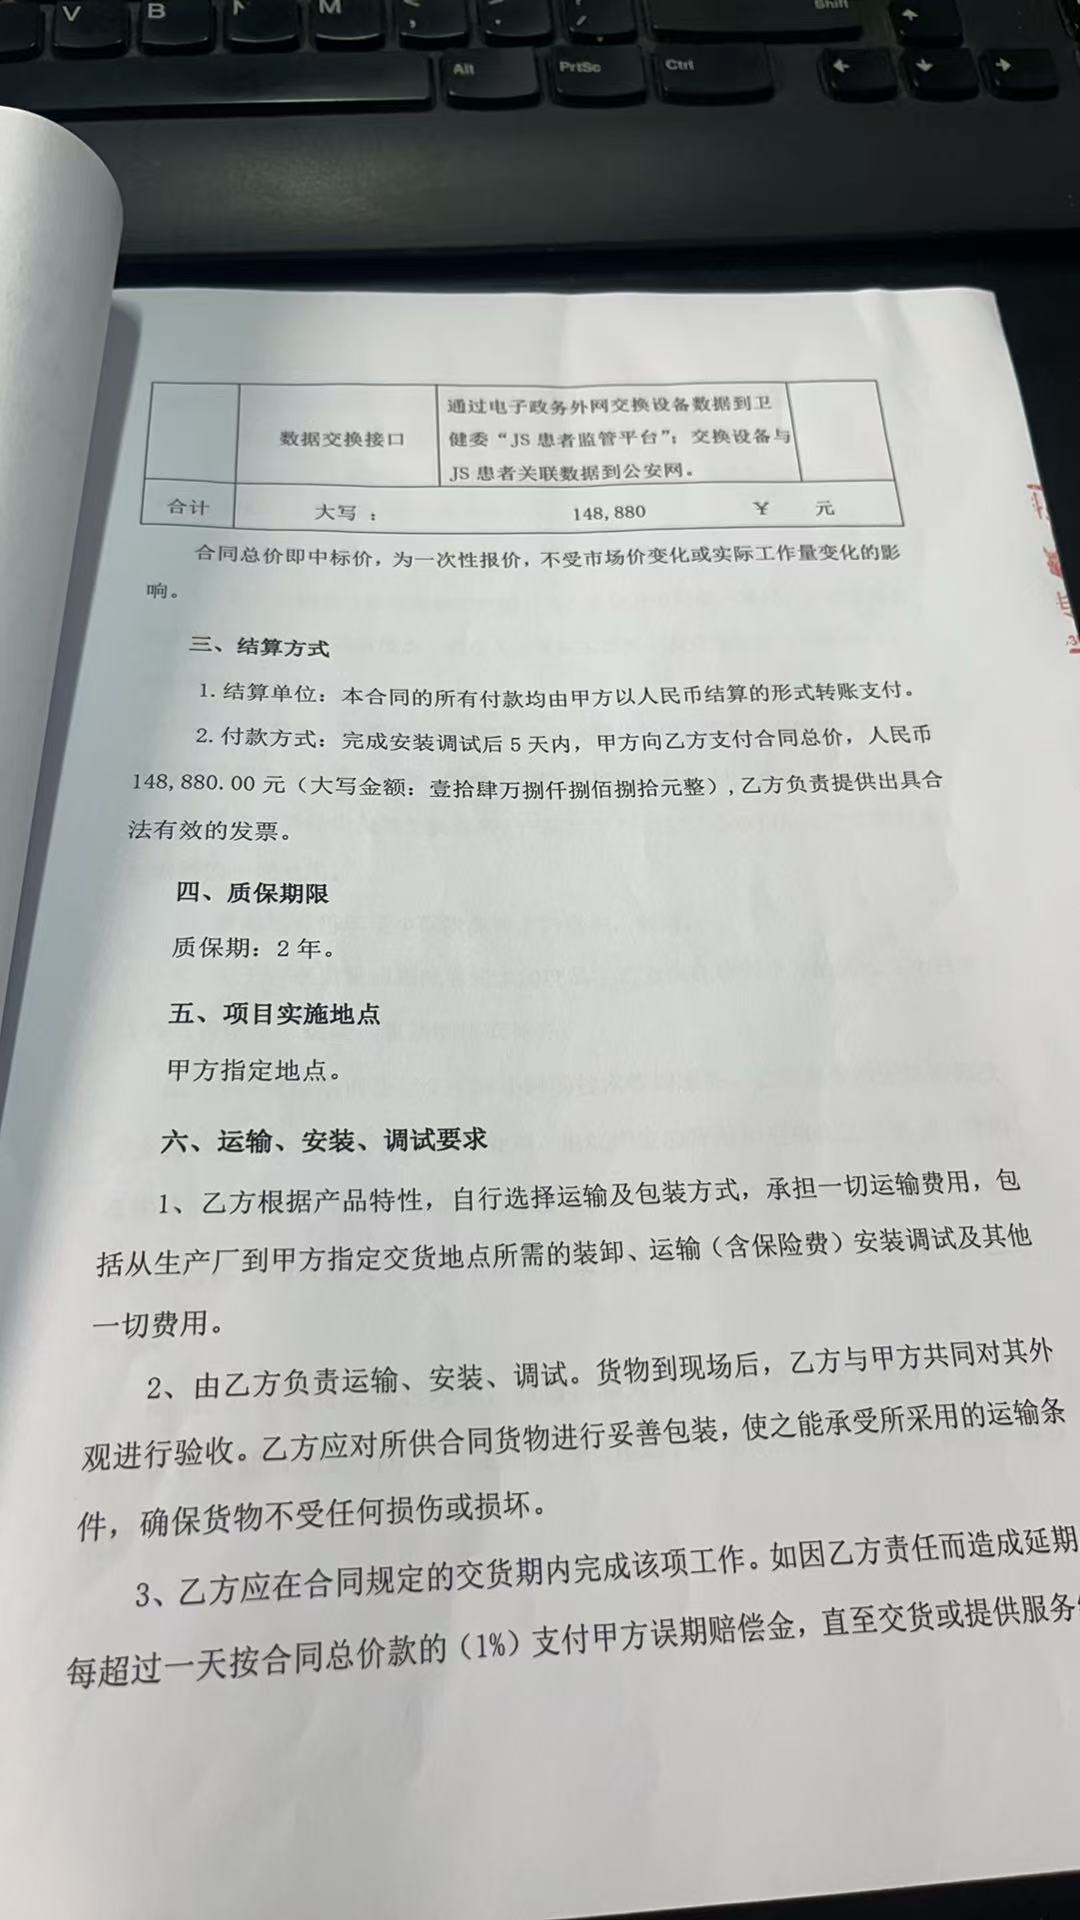 V B N M <
, /
Shift
Alt PrtSc Ctrl
数据交换接口
通过电子政务外网交换设备数据到卫
健委“JS 患者监管平台”；交换设备与
JS 患者关联数据到公安网。
合计 大写： 148,880 ¥ 元
合同总价即中标价，为一次性报价，不受市场价变化或实际工作量变化的影
响。
三、结算方式
1.结算单位：本合同的所有付款均由甲方以人民币结算的形式转账支付。
2.付款方式：完成安装调试后 5 天内，甲方向乙方支付合同总价，人民币
148,880.00 元（大写金额：壹拾肆万捌仟捌佰捌拾元整）,乙方负责提供出具合
法有效的发票。
四、质保期限
质保期：2 年。
五、项目实施地点
甲方指定地点。
六、运输、安装、调试要求
1、乙方根据产品特性，自行选择运输及包装方式，承担一切运输费用，包
括从生产厂到甲方指定交货地点所需的装卸、运输（含保险费）安装调试及其他
一切费用。
2、由乙方负责运输、安装、调试。货物到现场后，乙方与甲方共同对其外
观进行验收。乙方应对所供合同货物进行妥善包装，使之能承受所采用的运输条
件，确保货物不受任何损伤或损坏。
3、乙方应在合同规定的交货期内完成该项工作。如因乙方责任而造成延期
每超过一天按合同总价款的（1%）支付甲方误期赔偿金，直至交货或提供服务